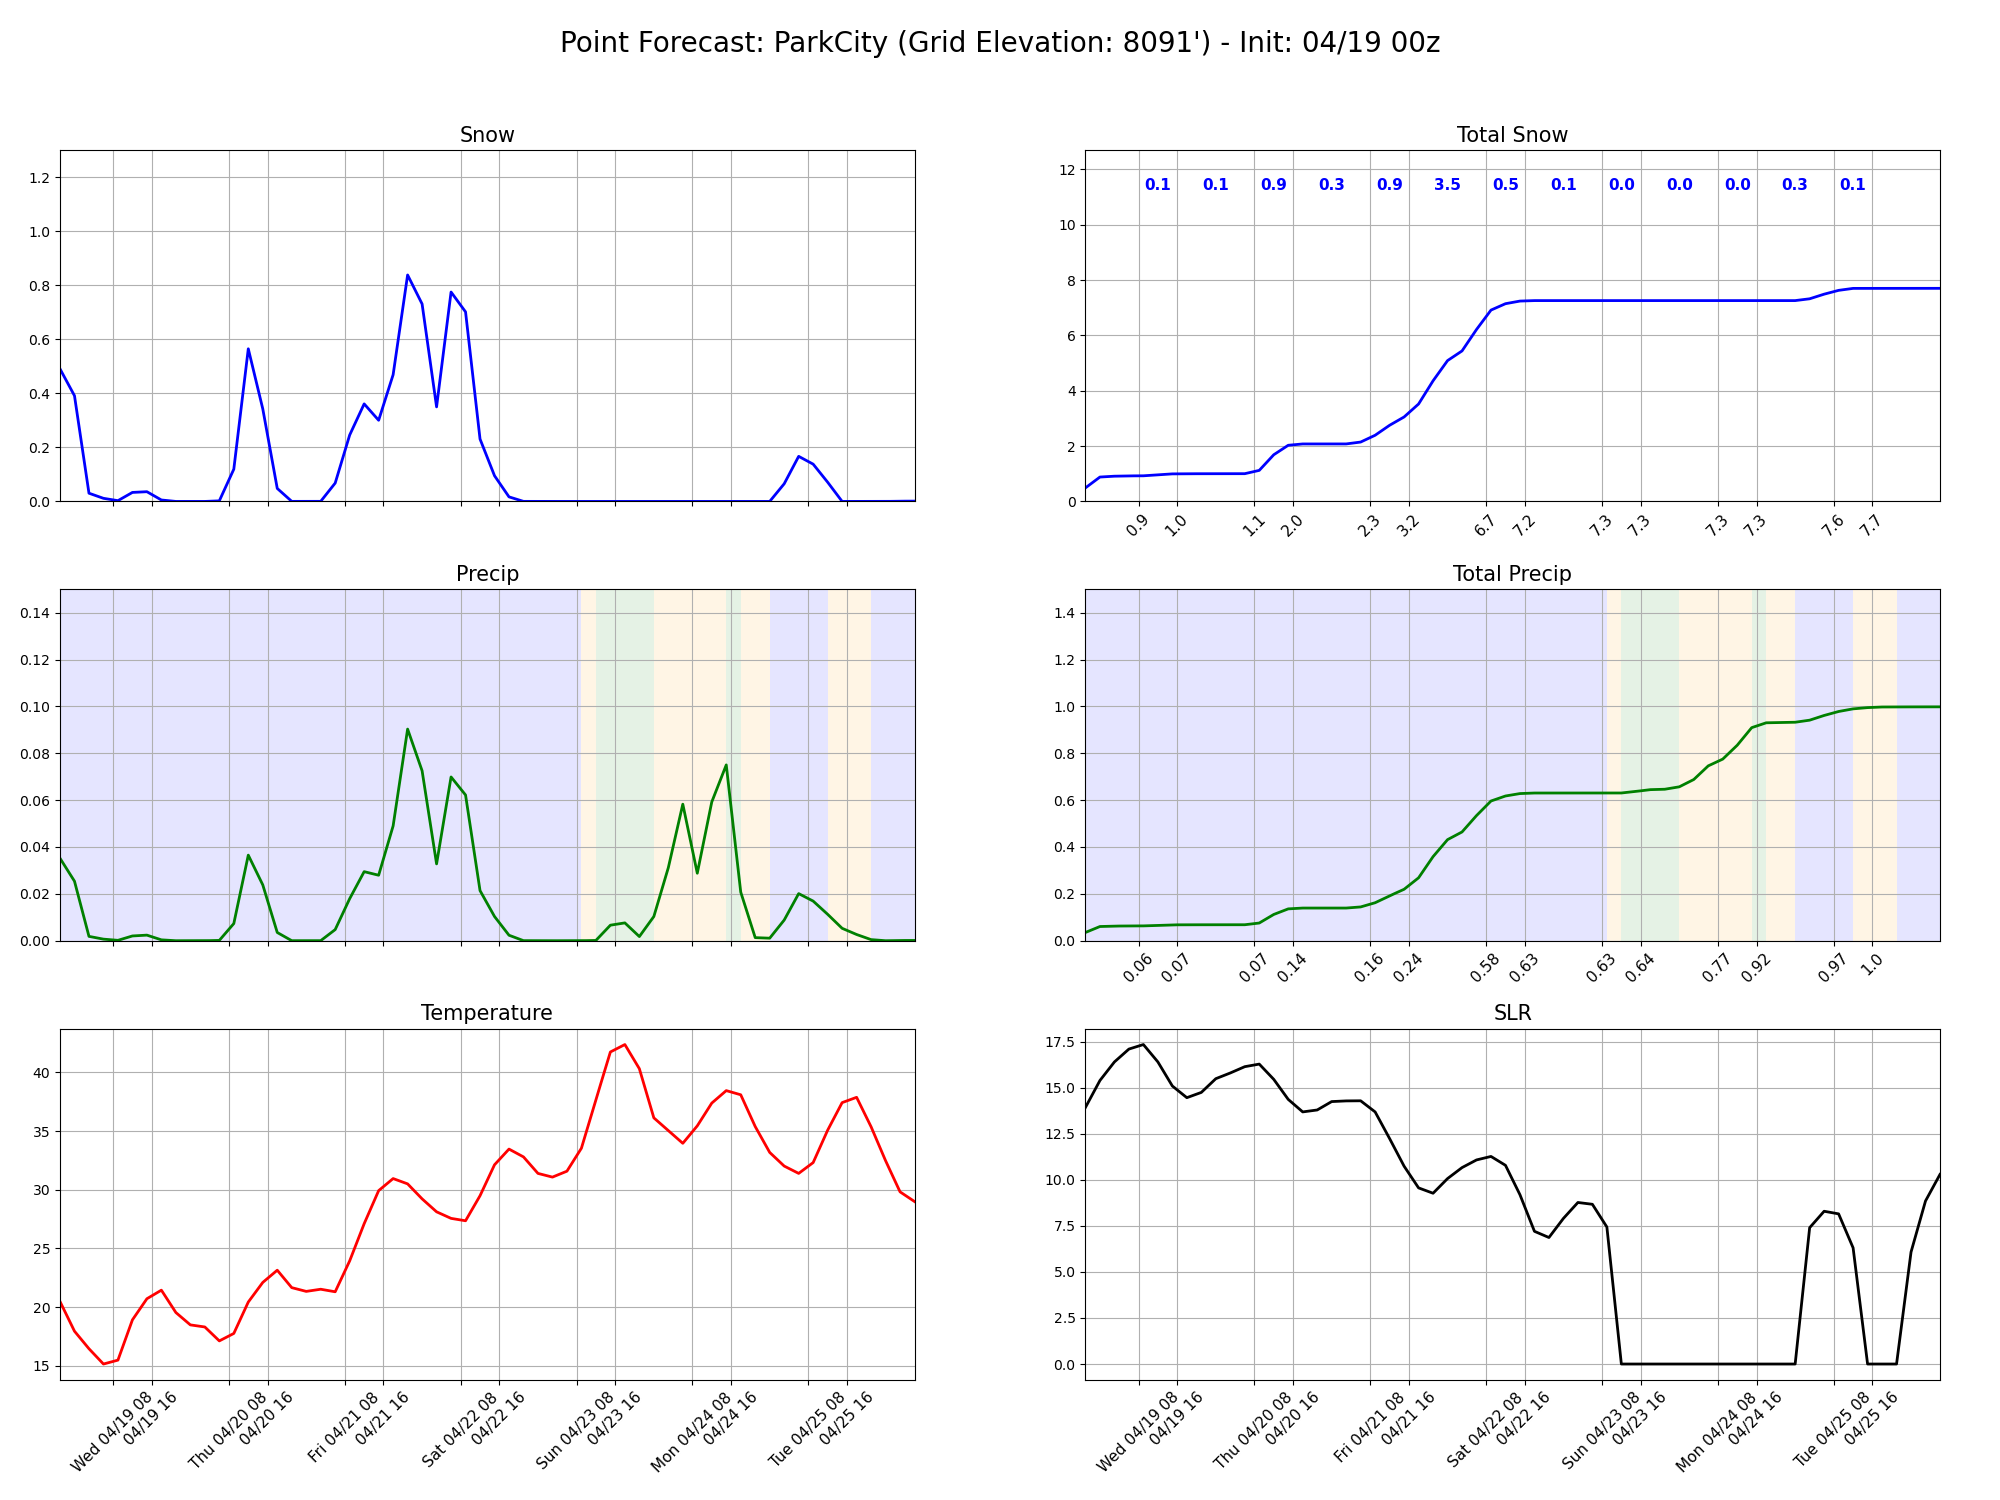 Point Forecast: ParkCity (Grid Elevation: 8091') - Init: 04/19 00z
Snow
1.2
1.0
0.8
0.6
0.4
0.2
0.0
Total Snow
12
10
8
6
4
2
0
0.1 0.1 0.9 0.3 0.9 3.5 0.5 0.1 0.0 0.0 0.0 0.3 0.1
0.9 1.0 1.1 2.0 2.3 3.2 6.7 7.2 7.3 7.3 7.3 7.3 7.6 7.7
Precip
0.14
0.12
0.10
0.08
0.06
0.04
0.02
0.00
Total Precip
1.4
1.2
1.0
0.8
0.6
0.4
0.2
0.0
0.06 0.07 0.07 0.14 0.16 0.24 0.58 0.63 0.63 0.64 0.77 0.92 0.97 1.0
Temperature
40
35
30
25
20
15
Wed 04/19 08
04/19 16
Thu 04/20 08
04/20 16
Fri 04/21 08
04/21 16
Sat 04/22 08
04/22 16
Sun 04/23 08
04/23 16
Mon 04/24 08
04/24 16
Tue 04/25 08
04/25 16
SLR
17.5
15.0
12.5
10.0
7.5
5.0
2.5
0.0
Wed 04/19 08
04/19 16
Thu 04/20 08
04/20 16
Fri 04/21 08
04/21 16
Sat 04/22 08
04/22 16
Sun 04/23 08
04/23 16
Mon 04/24 08
04/24 16
Tue 04/25 08
04/25 16